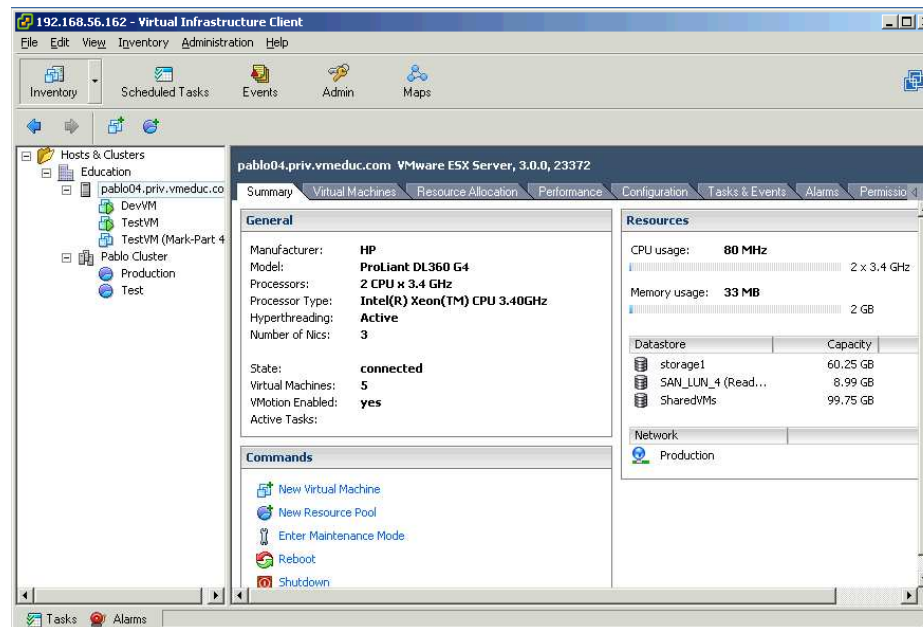 192.168.56.162 - Virtual Infrastructure Client
File Edit View Inventory Administration Help
Inventory Scheduled Tasks Events Admin Maps
Hosts & Clusters
Education
pablo04.priv.vmeduc.co
DevVM
TestVM
TestVM (Mark-Part 4
Pablo Cluster
Production
Test
pablo04.priv.vmeduc.com VMware ESX Server, 3.0.0, 23372
Summary Virtual Machines Resource Allocation Performance Configuration Tasks & Events Alarms Permissio
General
Manufacturer: HP
Model: ProLiant DL360 G4
Processors: 2 CPU x 3.4 GHz
Processor Type: Intel(R) Xeon(TM) CPU 3.40GHz
Hyperthreading: Active
Number of Nics: 3
State: connected
Virtual Machines: 5
VMotion Enabled: yes
Active Tasks:
Commands
New Virtual Machine
New Resource Pool
Enter Maintenance Mode
Reboot
Shutdown
Resources
CPU usage: 80 MHz
2 x 3.4 GHz
Memory usage: 33 MB
2 GB
Datastore Capacity
storage1 60.25 GB
SAN_LUN_4 (Read... 8.99 GB
SharedVMs 99.75 GB
Network
Production
Tasks Alarms